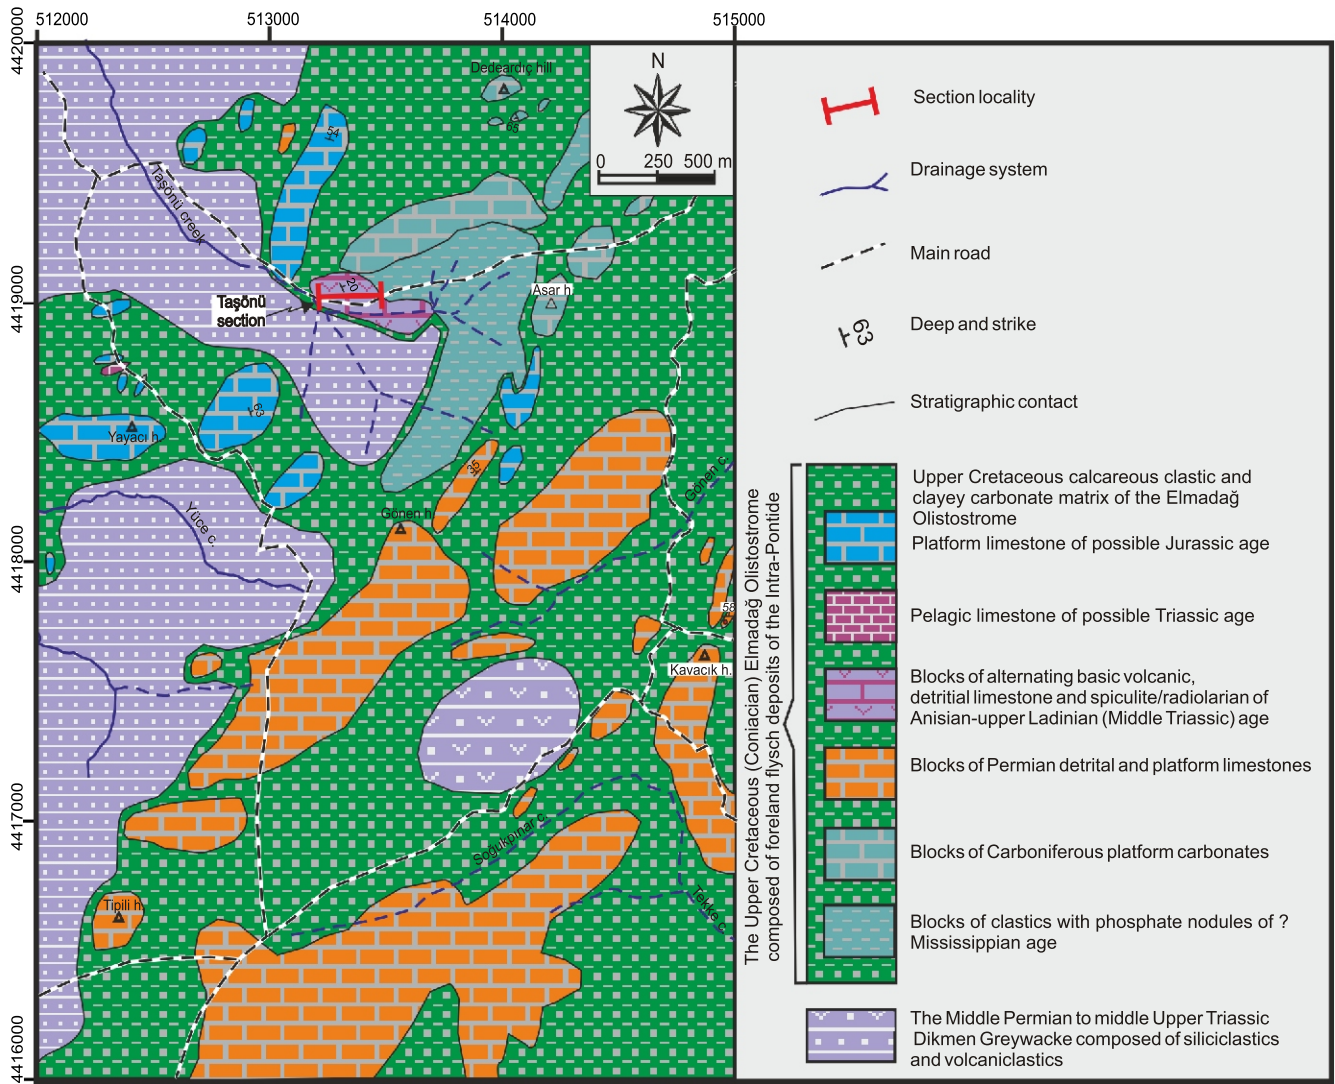 512000
513000
514000
515000
4420000
4419000
4418000
4417000
4416000
Dedeardıç hill
65
54
N
0 250 500 m
Taşönü creek
20
Asar h.
Taşönü
section
63
Yayacı h.
35
Gönen h.
Gönen c.
Yüce c.
58
Kavacık h.
Soğukpınar c.
Tekke c.
Tipili h.
Section locality
Drainage system
Main road
63
Deep and strike
Stratigraphic contact
The Upper Cretaceous (Coniacian) Elmadağ Olistostrome
composed of foreland flysch deposits of the Intra-Pontide
Upper Cretaceous calcareous clastic and
clayey carbonate matrix of the Elmadağ
Olistostrome
Platform limestone of possible Jurassic age
Pelagic limestone of possible Triassic age
Blocks of alternating basic volcanic,
detritial limestone and spiculite/radiolarian of
Anisian-upper Ladinian (Middle Triassic) age
Blocks of Permian detrital and platform limestones
Blocks of Carboniferous platform carbonates
Blocks of clastics with phosphate nodules of ?
Mississippian age
The Middle Permian to middle Upper Triassic
Dikmen Greywacke composed of siliciclastics
and volcaniclastics